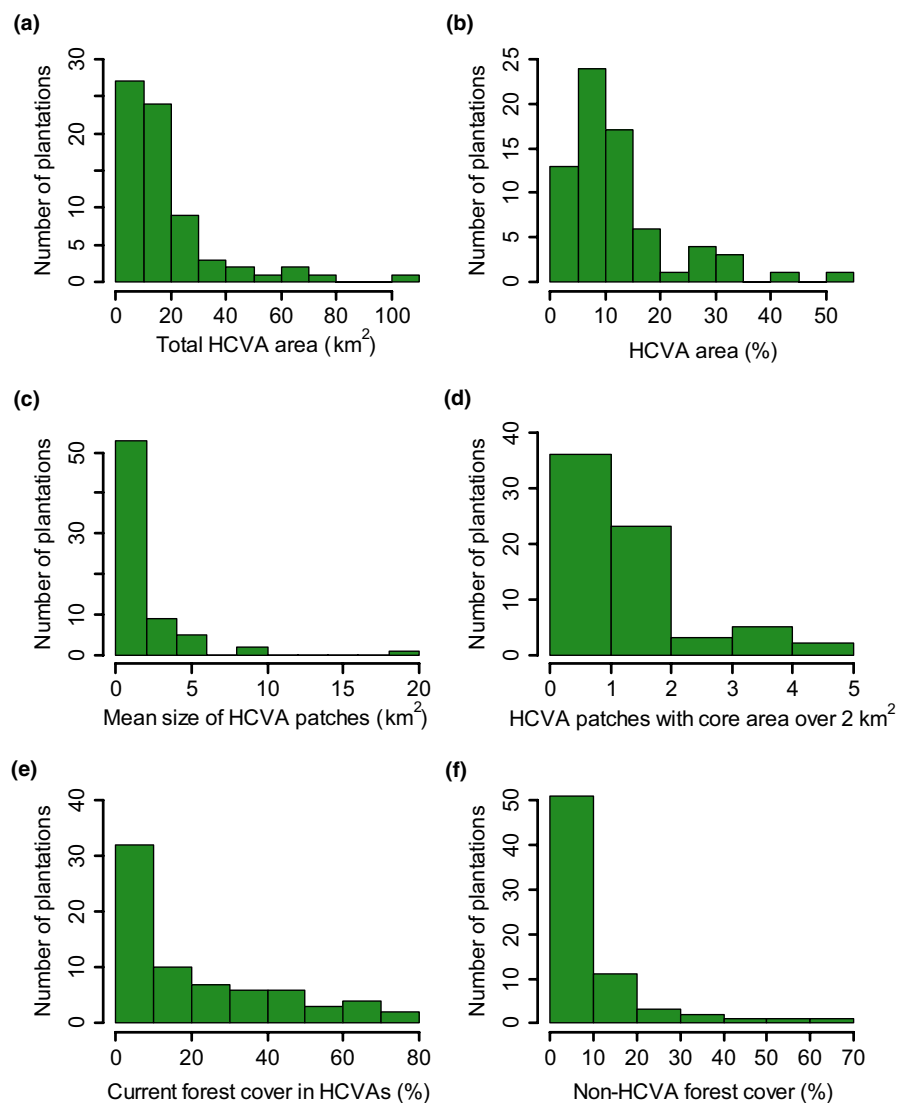 (a)
Number of plantations
0 5 10 20 30
0 20 40 60 80 100
Total HCVA area (km²)
(b)
Number of plantations
0 5 10 15 20 25
0 10 20 30 40 50
HCVA area (%)
(c)
Number of plantations
0 10 30 50
0 5 10 15 20
Mean size of HCVA patches (km²)
(d)
Number of plantations
0 10 20 30 40
0 1 2 3 4 5
HCVA patches with core area over 2 km²
(e)
Number of plantations
0 10 20 30 40
0 20 40 60 80
Current forest cover in HCVAs (%)
(f)
Number of plantations
0 10 20 30 40 50
0 10 20 30 40 50 60 70
Non-HCVA forest cover (%)